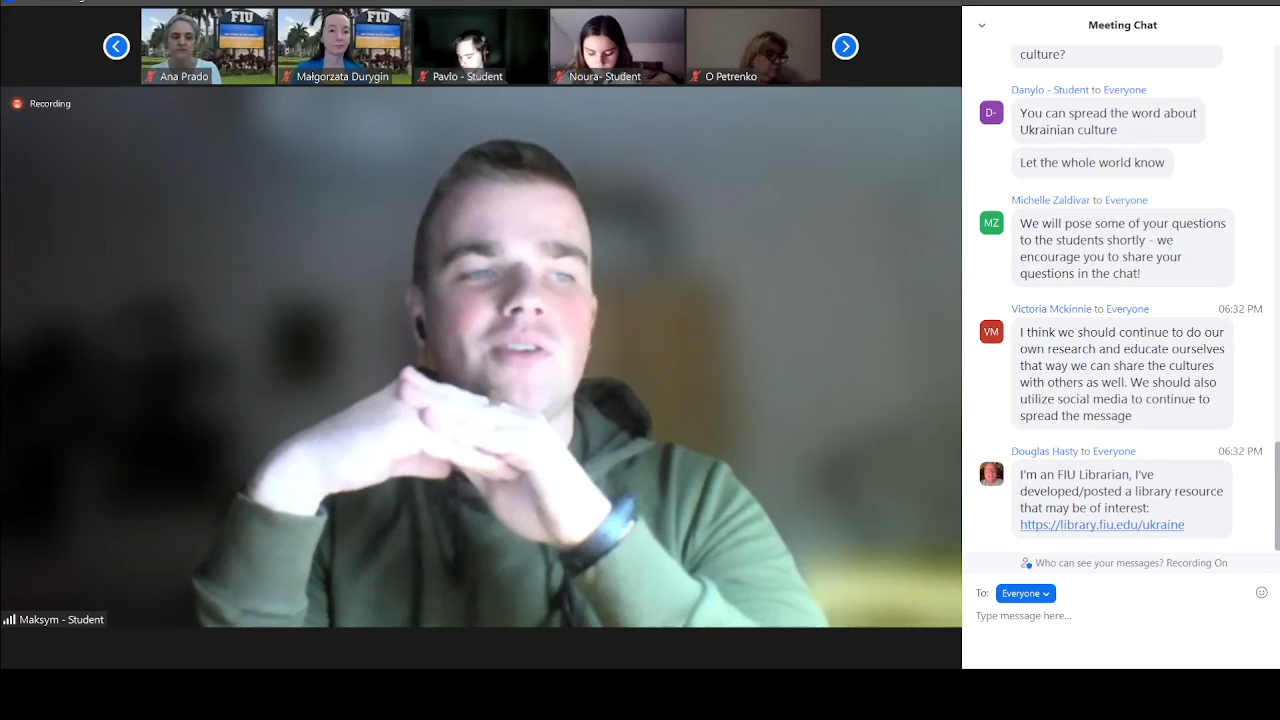 FIU
FIU
Ana Prado
Małgorzata Durygin
Pavlo - Student
Noura- Student
O Petrenko
Recording
Maksym - Student
Meeting Chat
culture?
Danylo - Student to Everyone
D-
You can spread the word about
Ukrainian culture
Let the whole world know
Michelle Zaldivar to Everyone
MZ
We will pose some of your questions
to the students shortly - we
encourage you to share your
questions in the chat!
Victoria Mckinnie to Everyone 06:32 PM
VM
I think we should continue to do our
own research and educate ourselves
that way we can share the cultures
with others as well. We should also
utilize social media to continue to
spread the message
Douglas Hasty to Everyone 06:32 PM
I'm an FIU Librarian, I've
developed/posted a library resource
that may be of interest:
https://library.fiu.edu/ukraine
Who can see your messages? Recording On
To: Everyone
Type message here...